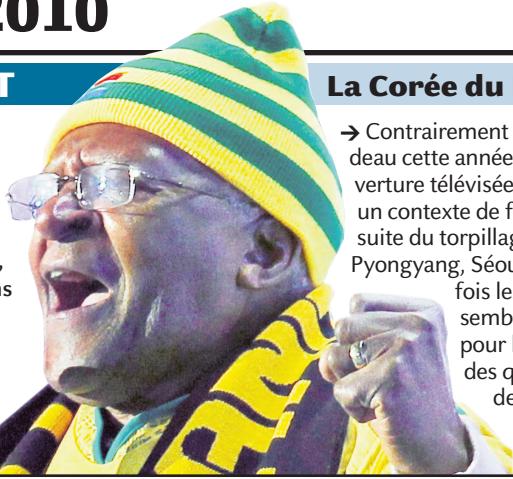 2010
T
La Corée du
→ Contrairement
deau cette année
verture télévisée
un contexte de f
suite du torpillag
Pyongyang, Séou
fois le
semb
pour l
des q
de
,
ns